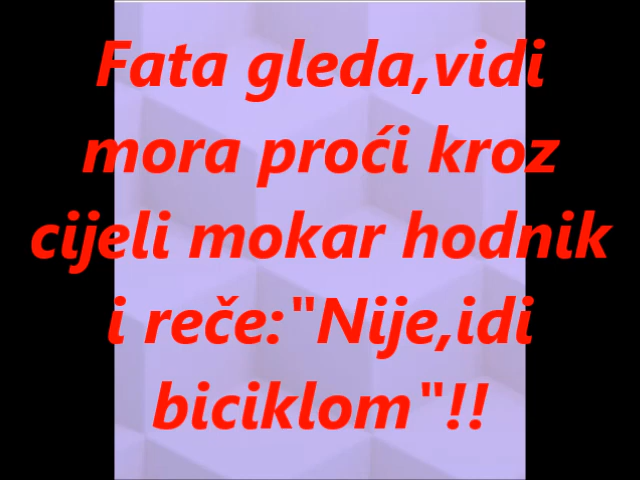 Fata gleda,vidi
mora proći kroz
cijeli mokar hodnik
i reče:"Nije,idi
biciklom"!!